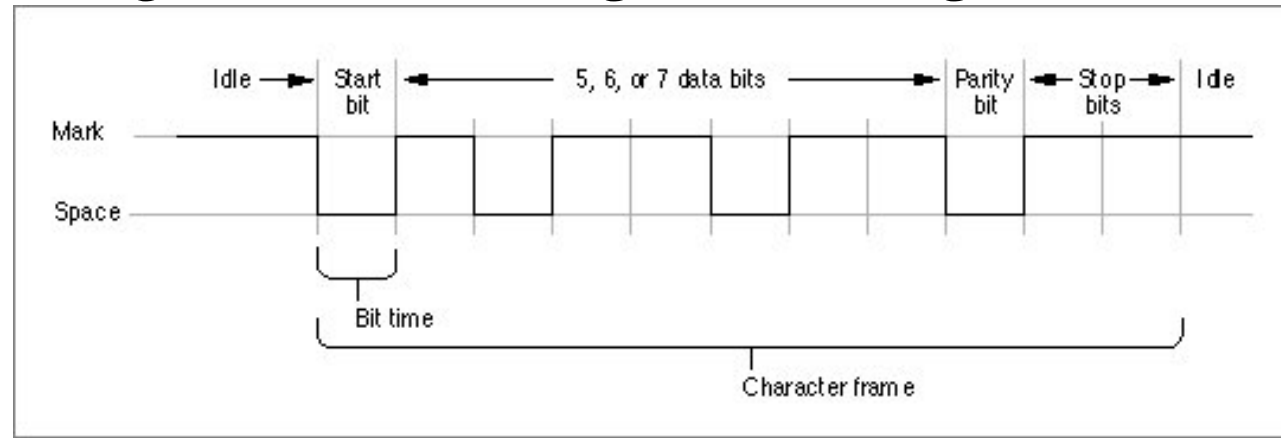 Idle Start bit 5, 6, or 7 data bits Parity bit Stop bits Idle
Mark
Space
Bit time
Character frame